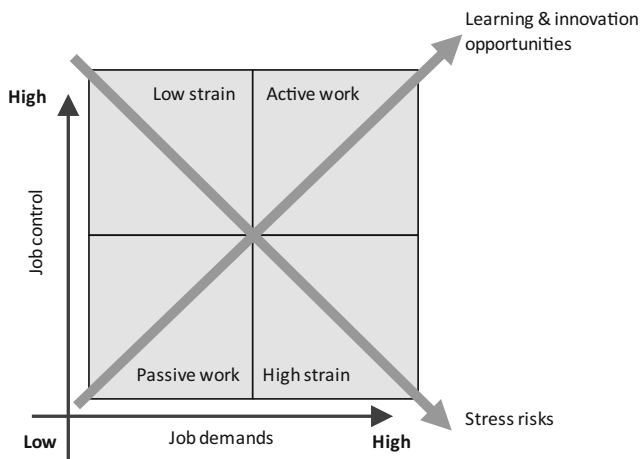 Learning & innovation
opportunities
High
Low strain
Active work
Job control
Passive work
High strain
Stress risks
Low
Job demands
High